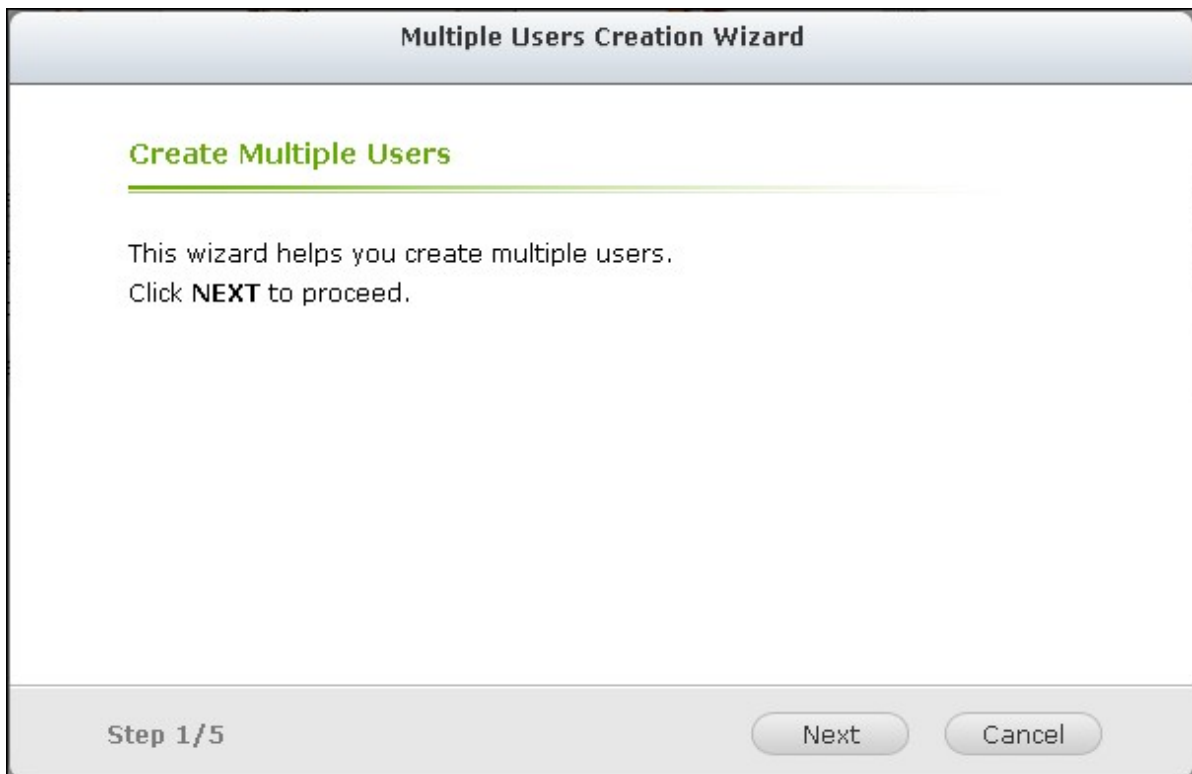 Multiple Users Creation Wizard
Create Multiple Users
This wizard helps you create multiple users.
Click NEXT to proceed.
Step 1/5
Next
Cancel